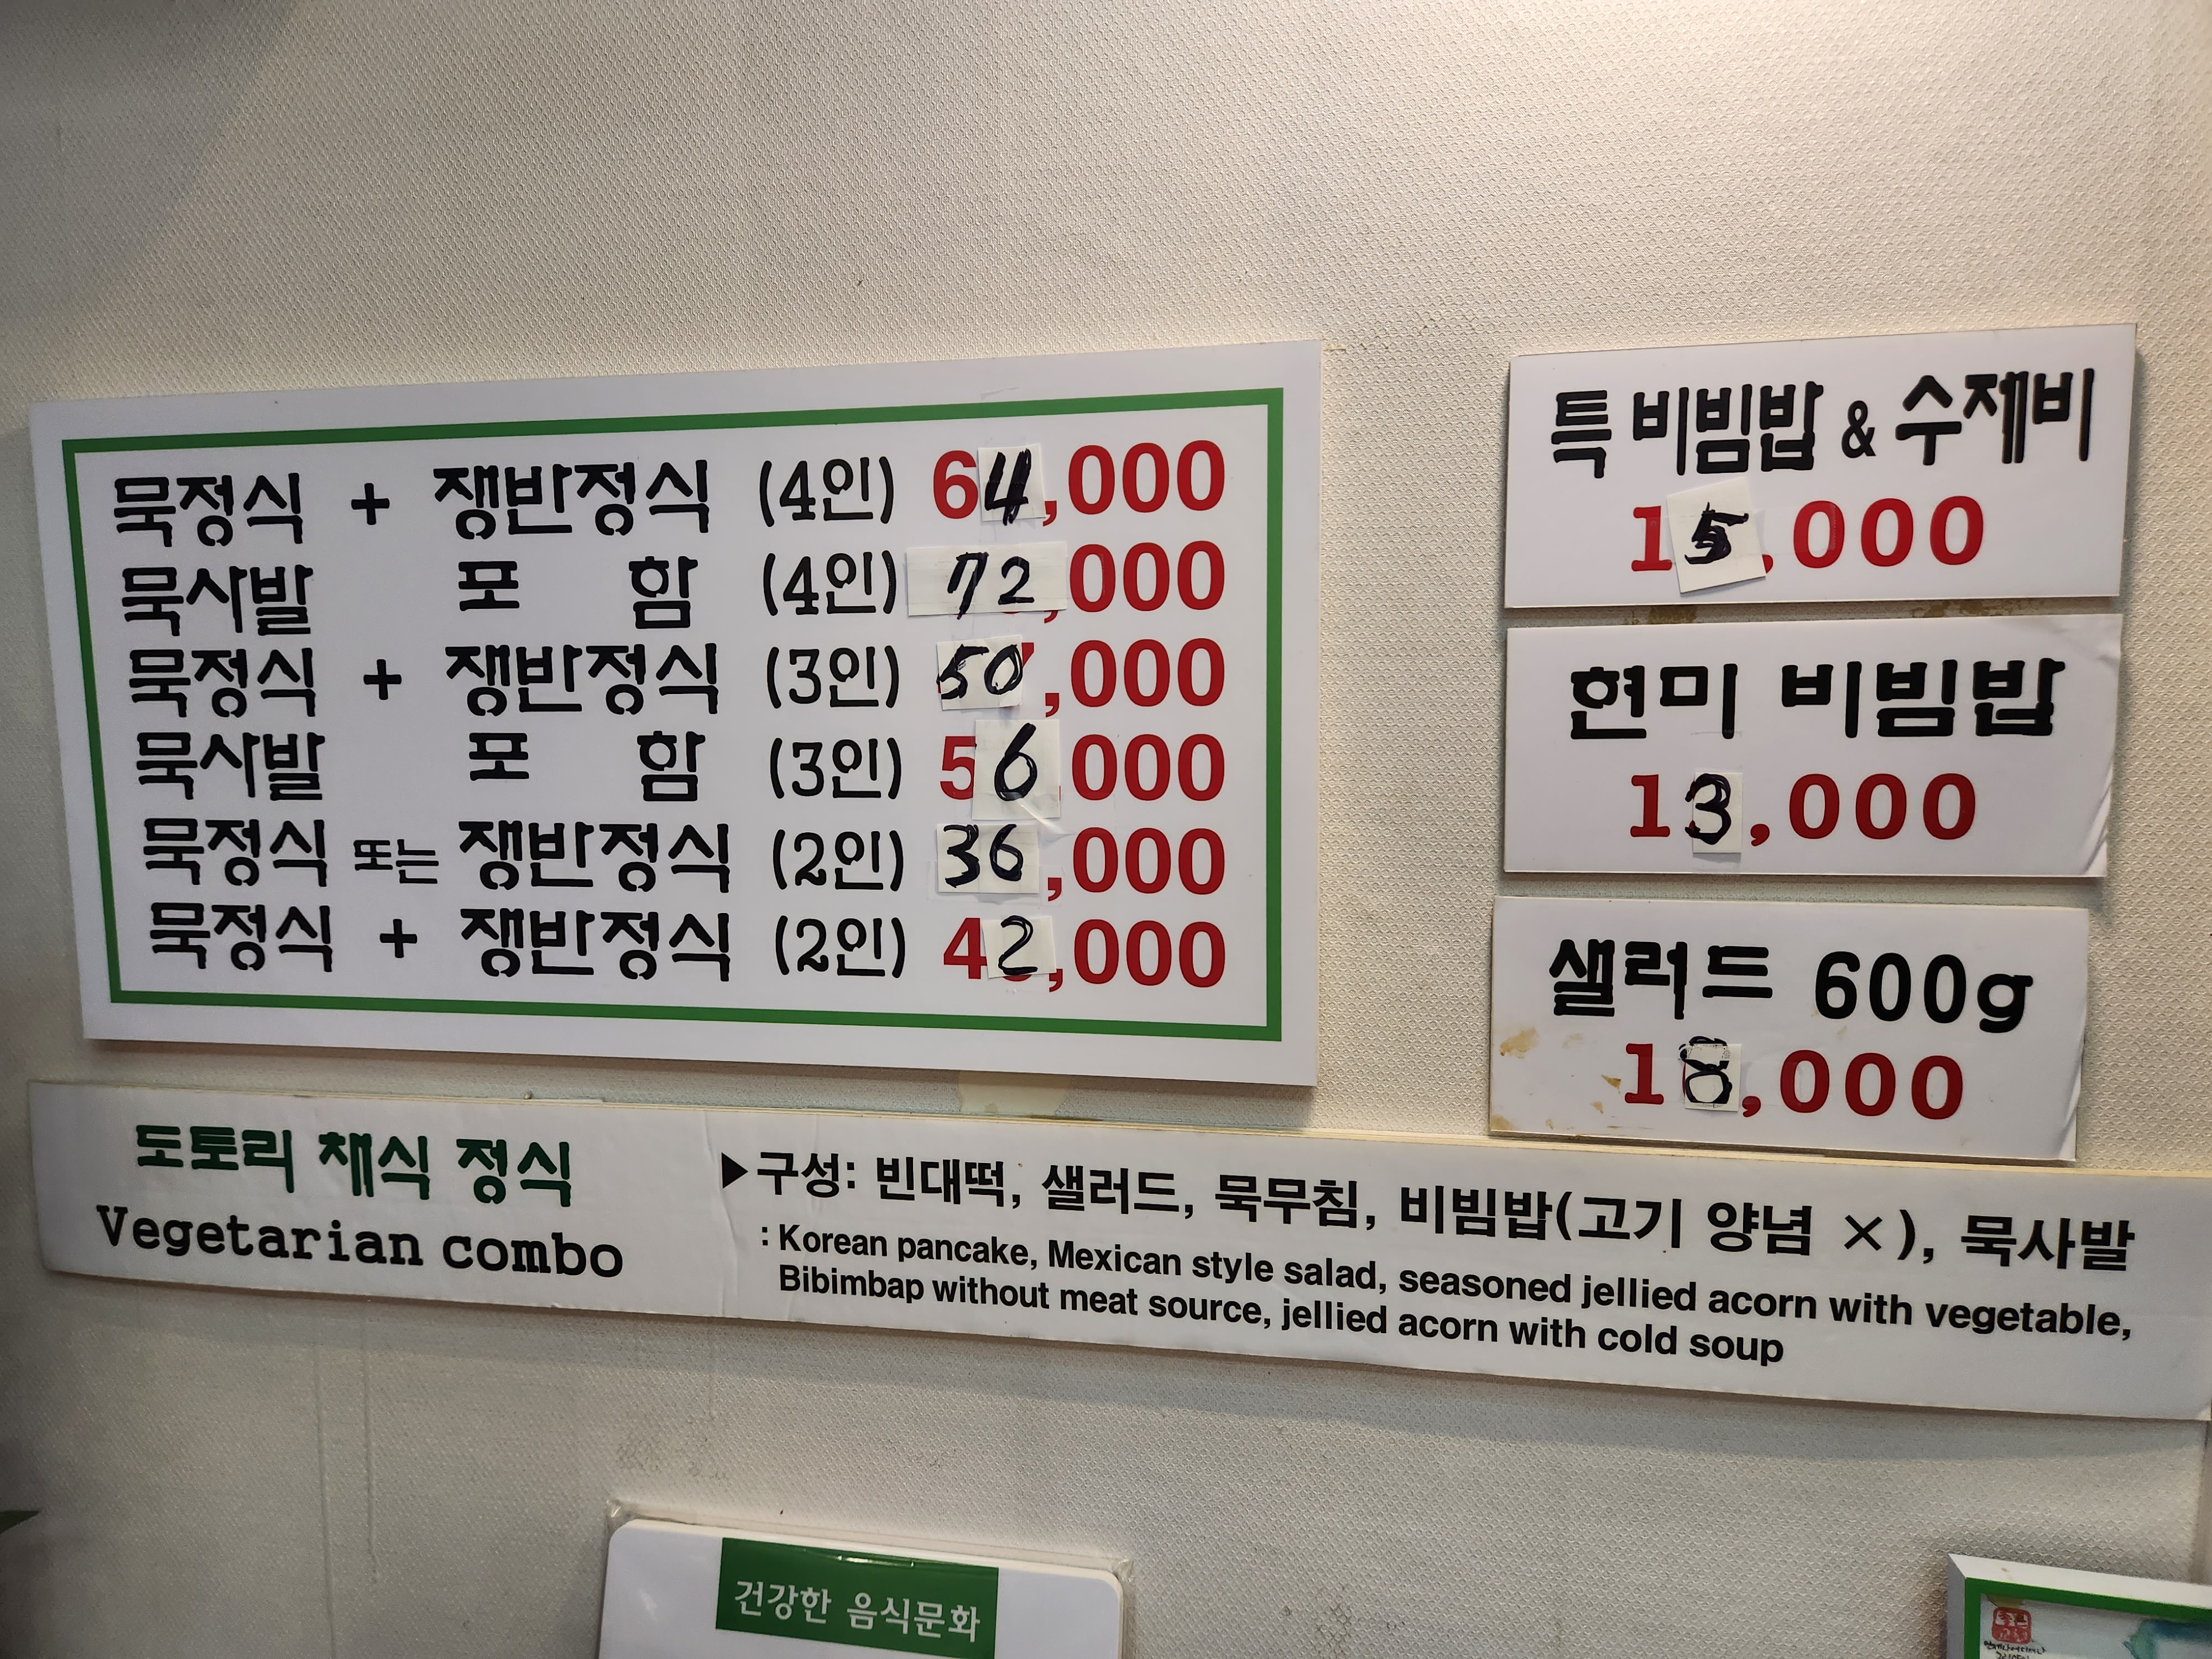 묵정식 + 쟁반정식 (4인) 64,000
묵사발 포 함 (4인) 72,000
묵정식 + 쟁반정식 (3인) 50,000
묵사발 포 함 (3인) 56,000
묵정식 또는 쟁반정식 (2인) 36,000
묵정식 + 쟁반정식 (2인) 42,000
특 비빔밥 & 수제비
15,000
현미 비빔밥
13,000
샐러드 600g
18,000
도토리 채식 정식
Vegetarian combo
▶구성: 빈대떡, 샐러드, 묵무침, 비빔밥(고기 양념 ×), 묵사발
: Korean pancake, Mexican style salad, seasoned jellied acorn with vegetable,
Bibimbap without meat source, jellied acorn with cold soup
건강한 음식문화